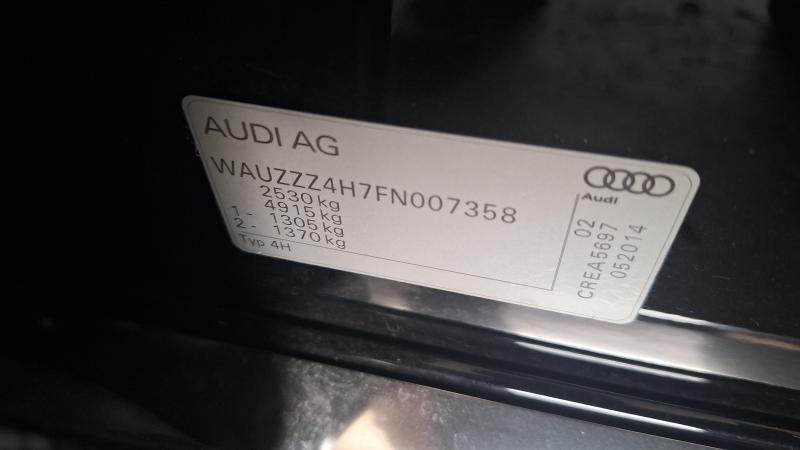 AUDI AG
WAUZZZ4H7FN007358
2530 kg
4915 kg
1 - 1305 kg
2 - 1370 kg
Typ 4H
Audi
02
CREA5697
052014